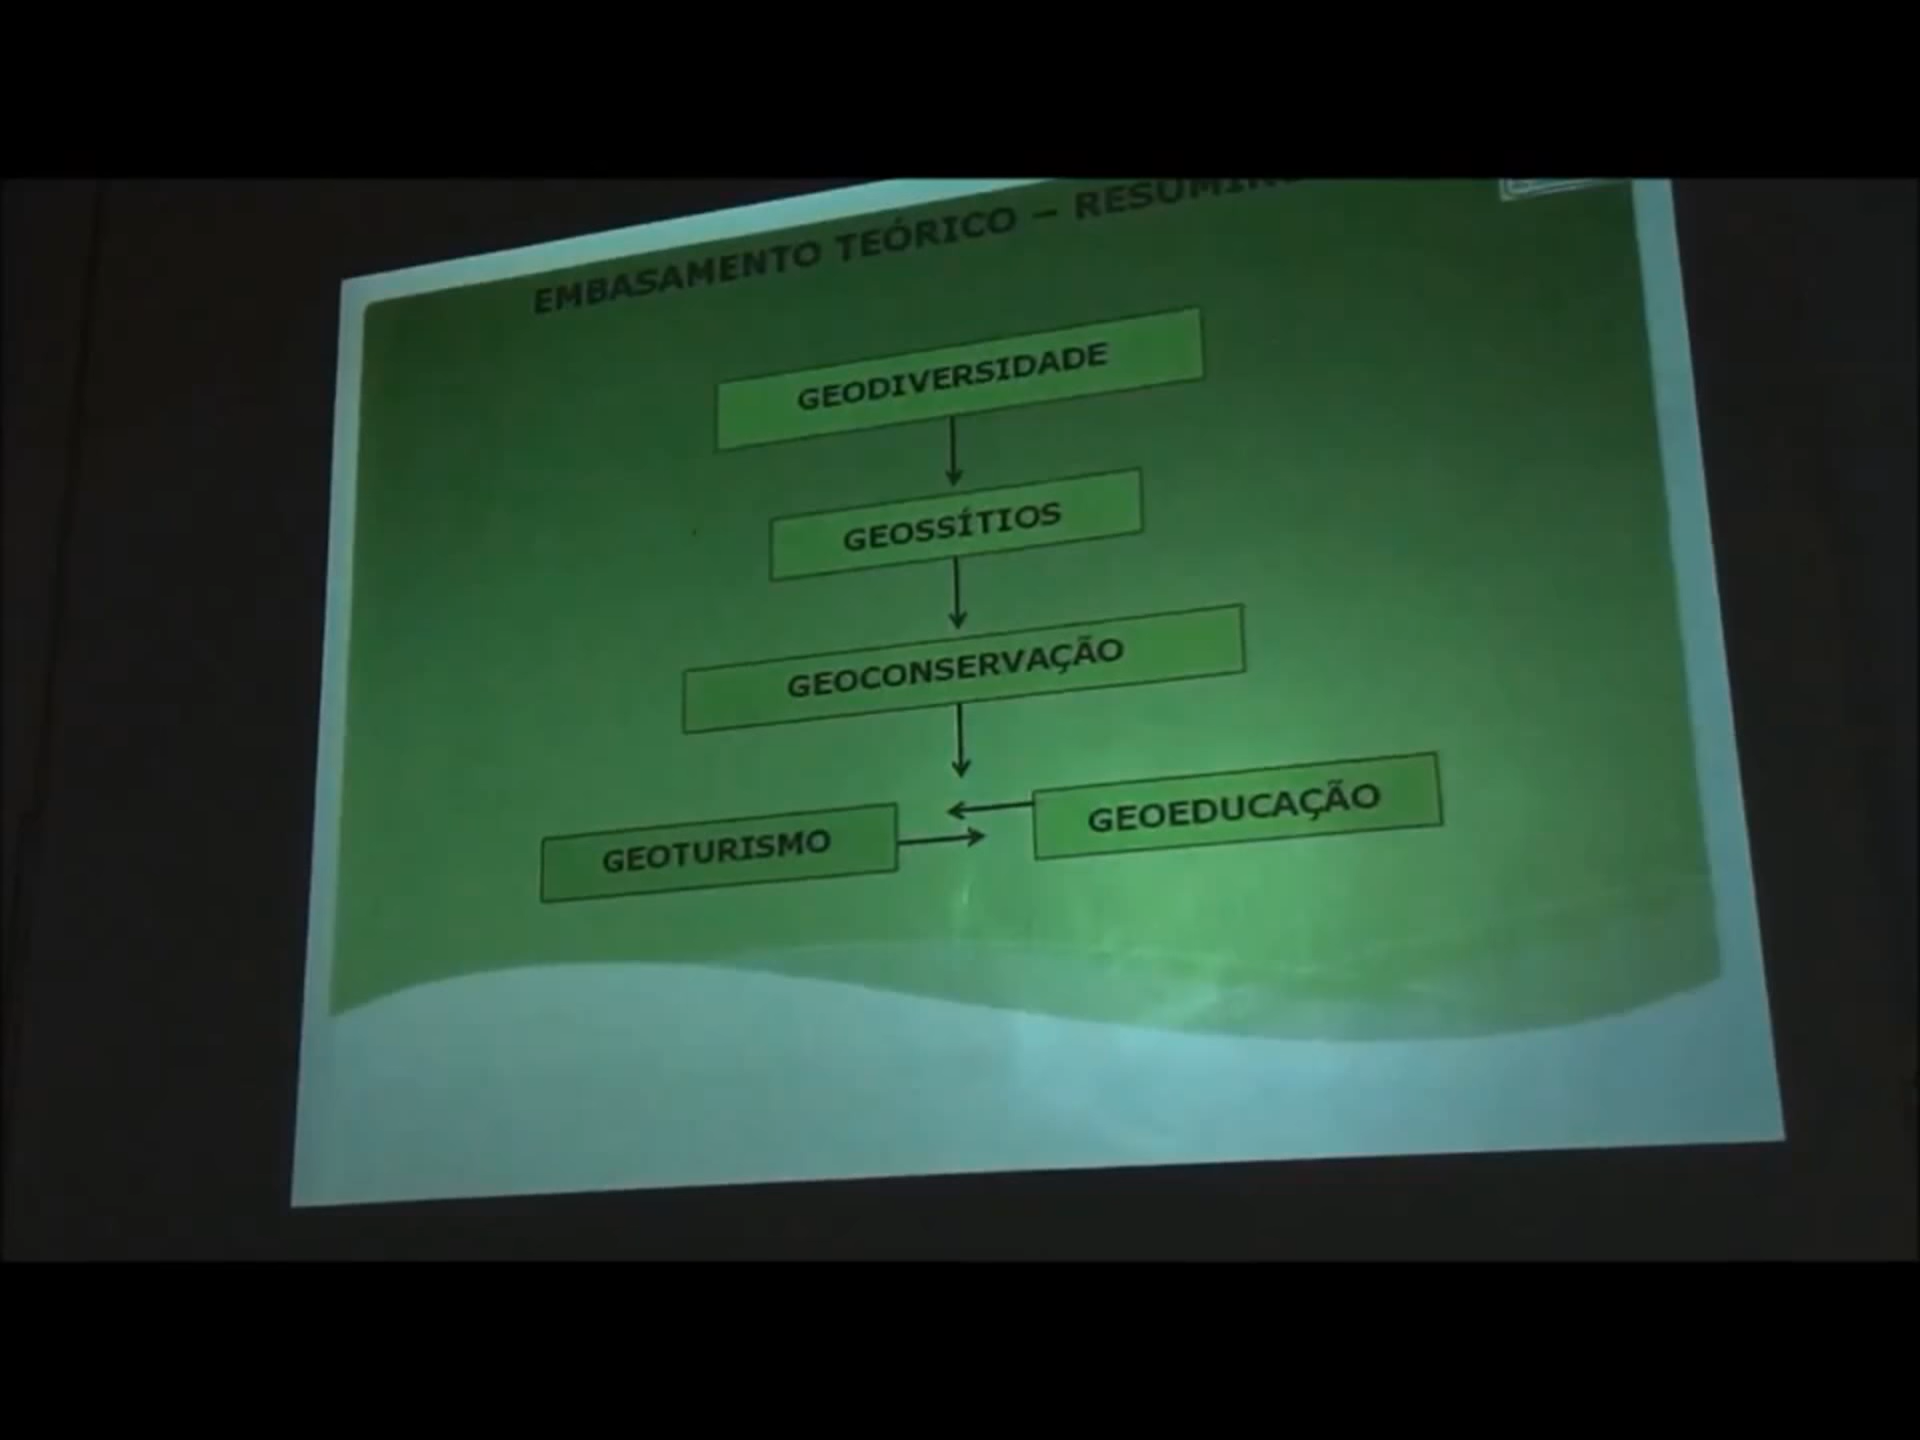 EMBASAMENTO TEÓRICO –
GEODIVERSIDADE
GEOSSÍTIOS
GEOCONSERVAÇÃO
GEOEDUCAÇÃO
GEOTURISMO